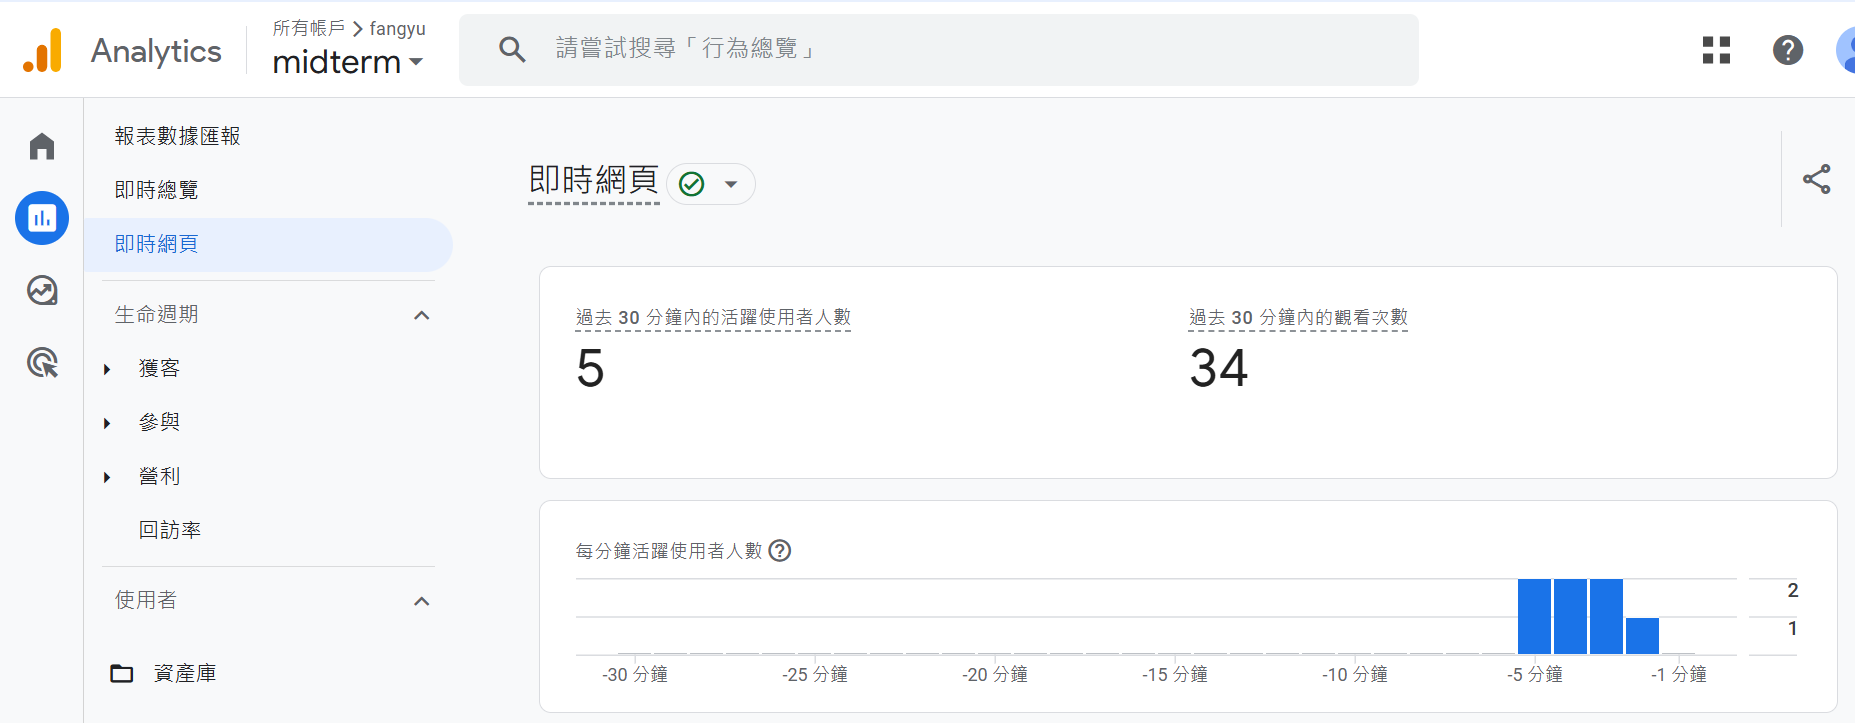 Analytics
所有帳戶 > fangyu
midterm
請嘗試搜尋「行為總覽」
報表數據匯報
即時總覽
即時網頁
生命週期
獲客
參與
營利
回訪率
使用者
資產庫
即時網頁
過去 30 分鐘內的活躍使用者人數
5
過去 30 分鐘內的觀看次數
34
每分鐘活躍使用者人數
2
1
-30 分鐘
-25 分鐘
-20 分鐘
-15 分鐘
-10 分鐘
-5 分鐘
-1 分鐘